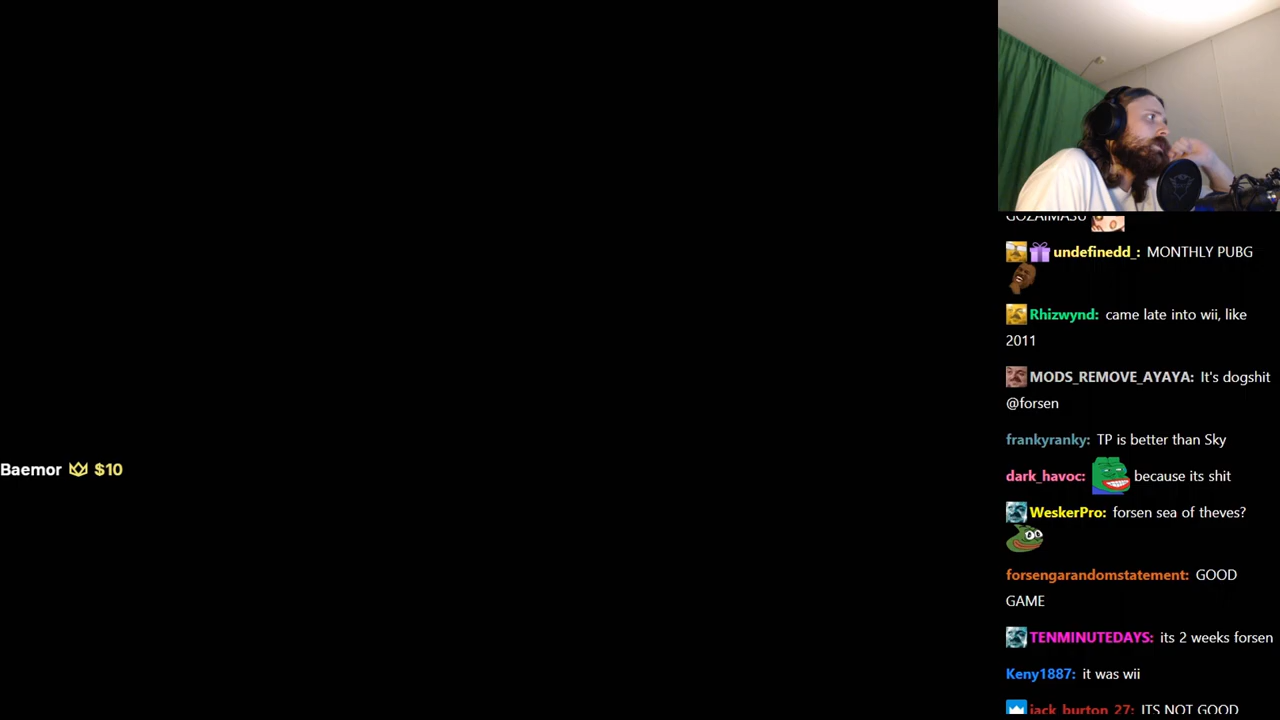 GOZAIMASU
undefinedd_: MONTHLY PUBG
Rhizwynd: came late into wii, like
2011
MODS_REMOVE_AYAYA: It's dogshit
@forsen
frankyranky: TP is better than Sky
Baemor $10
dark_havoc: because its shit
WeskerPro: forsen sea of theves?
forsengarandomstatement: GOOD
GAME
TENMINUTEDAYS: its 2 weeks forsen
Keny1887: it was wii
jack_burton_27: ITS NOT GOOD